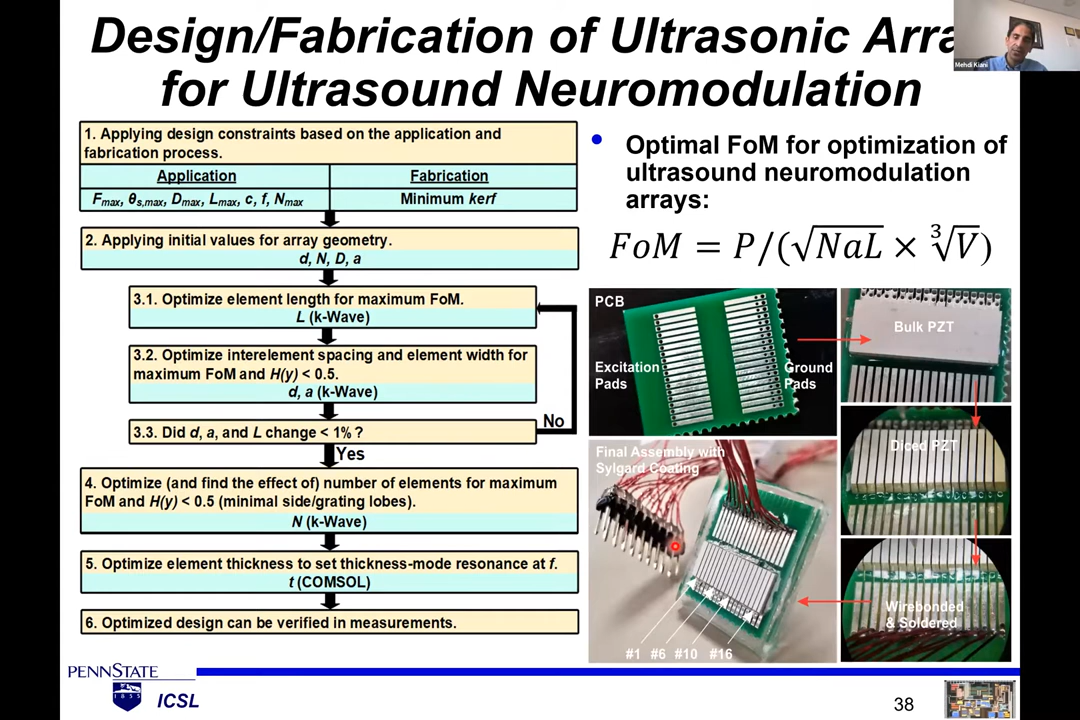 Design/Fabrication of Ultrasonic Arra
for Ultrasound Neuromodulation
Mehdi Kiani
1. Applying design constraints based on the application and
fabrication process.
Application
Fabrication
Fmax, θs,max, Dmax, Lmax, c, f, Nmax
Minimum kerf
2. Applying initial values for array geometry.
d, N, D, a
3.1. Optimize element length for maximum FoM.
L (k-Wave)
3.2. Optimize interelement spacing and element width for
maximum FoM and H(y) < 0.5.
d, a (k-Wave)
3.3. Did d, a, and L change < 1% ?
No
Yes
4. Optimize (and find the effect of) number of elements for maximum
FoM and H(y) < 0.5 (minimal side/grating lobes).
N (k-Wave)
5. Optimize element thickness to set thickness-mode resonance at f.
t (COMSOL)
6. Optimized design can be verified in measurements.
• Optimal FoM for optimization of
ultrasound neuromodulation
arrays:
FoM = P/(√NaL × ∛V)
PCB
Excitation
Pads
Ground
Pads
Bulk PZT
Diced PZT
Final Assembly with
Sylgard Coating
Wirebonded
& Soldered
#1 #6 #10 #16
PENNSTATE
1855
ICSL
38